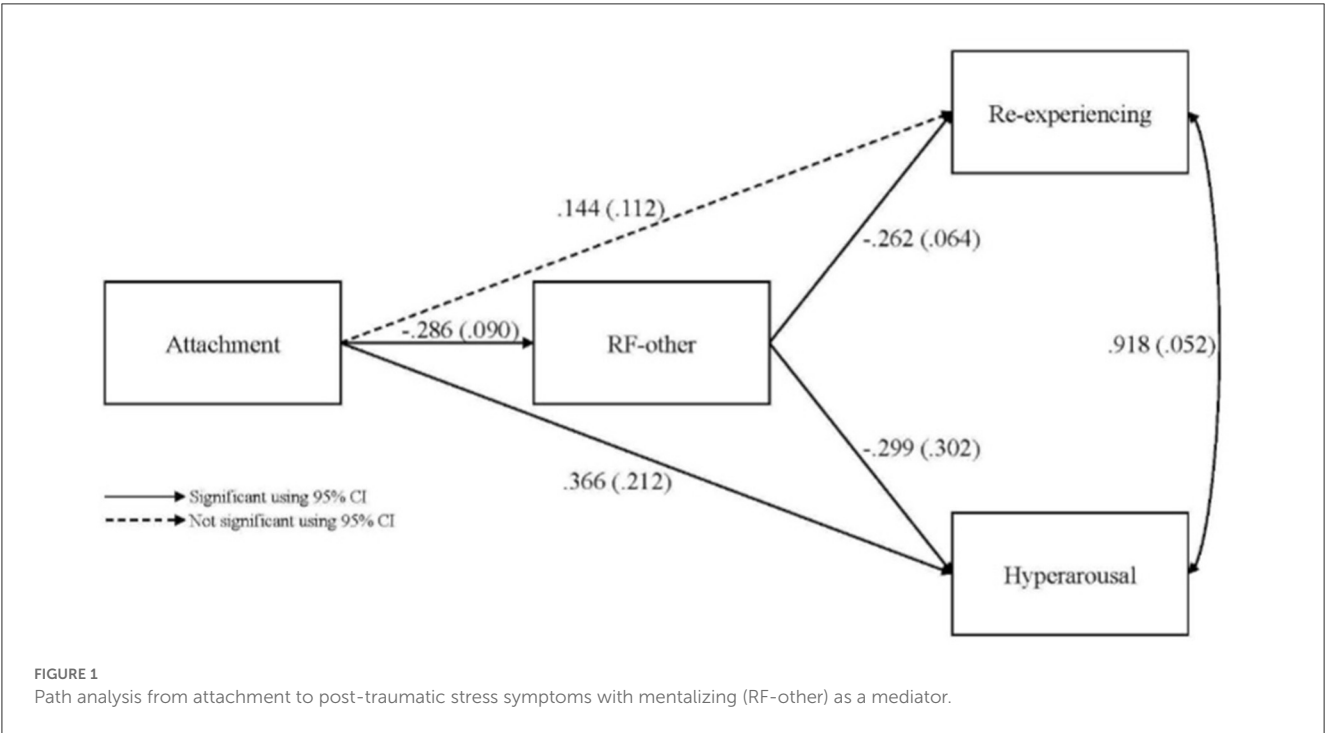 Re-experiencing
.144 (.112)
-.262 (.064)
Attachment
-.286 (.090)
RF-other
.918 (.052)
-.299 (.302)
.366 (.212)
Significant using 95% CI
Not significant using 95% CI
Hyperarousal
FIGURE 1
Path analysis from attachment to post-traumatic stress symptoms with mentalizing (RF-other) as a mediator.